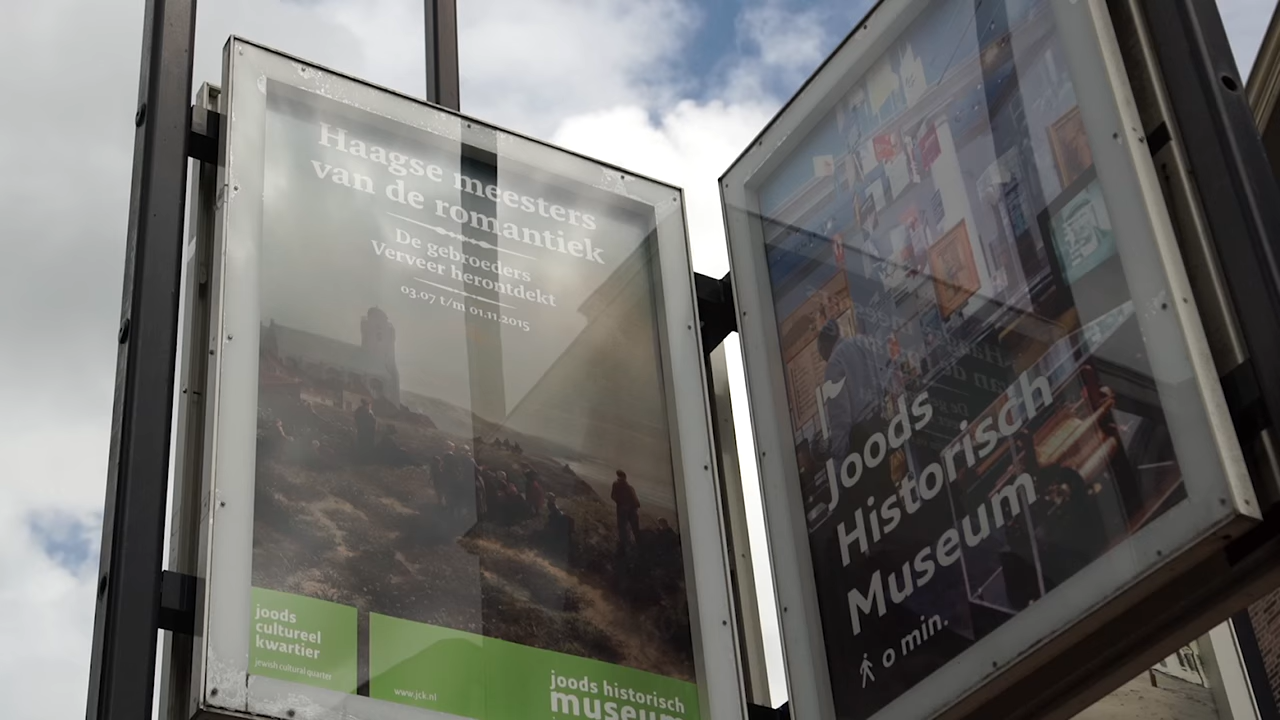 Haagse meesters
van de romantiek
De gebroeders
Verveer herontdekt
03.07 t/m 01.11.2015
joods
cultureel
kwartier
jewish cultural quarter
www.jck.nl
joods historisch
museum
Joods
Historisch
Museum
0 min.